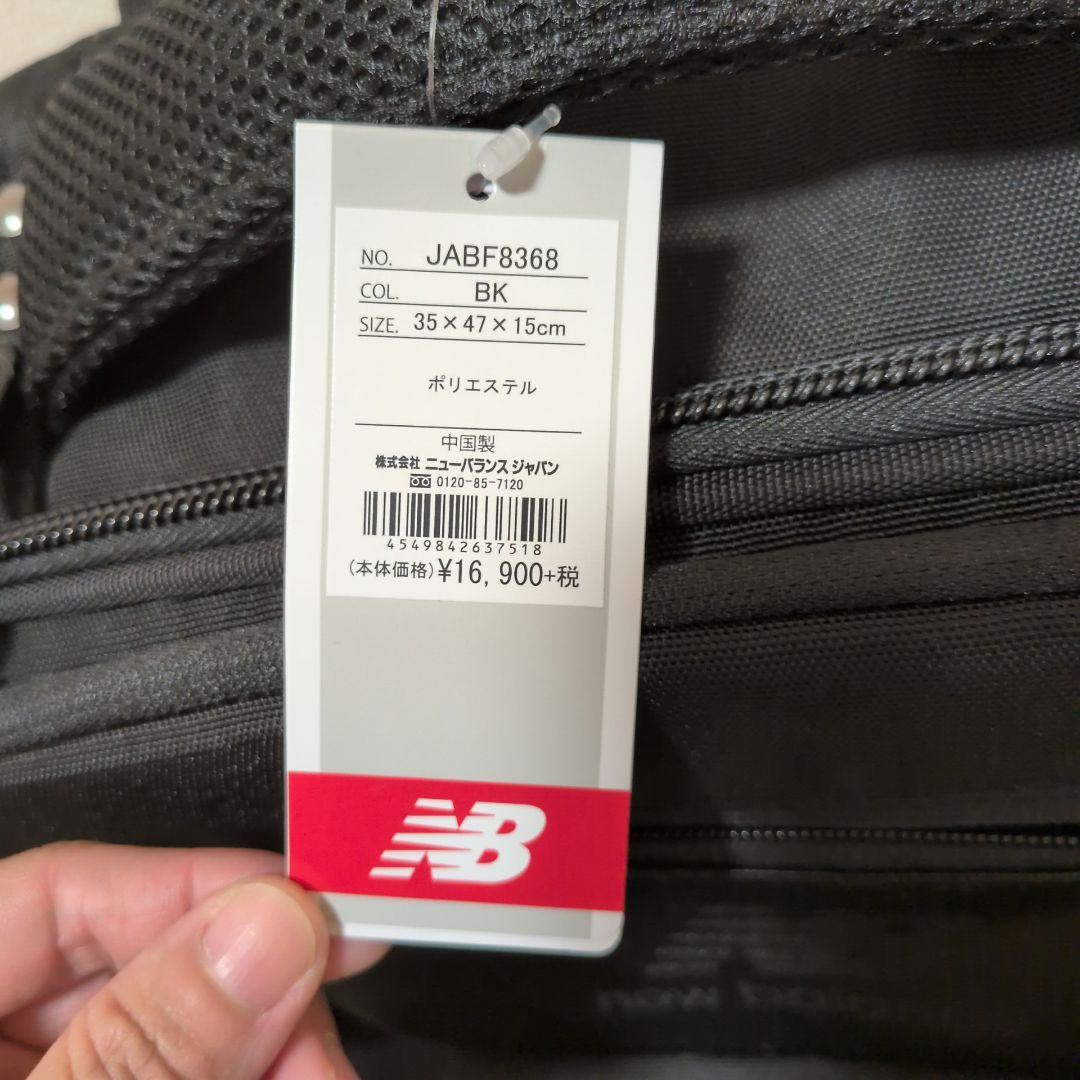 NO. JABF8368
COL. BK
SIZE. 35×47×15cm
ポリエステル
中国製
株式会社 ニューバランス ジャパン
0120-85-7120
4549842637518
(本体価格)¥16,900+税
NB
new